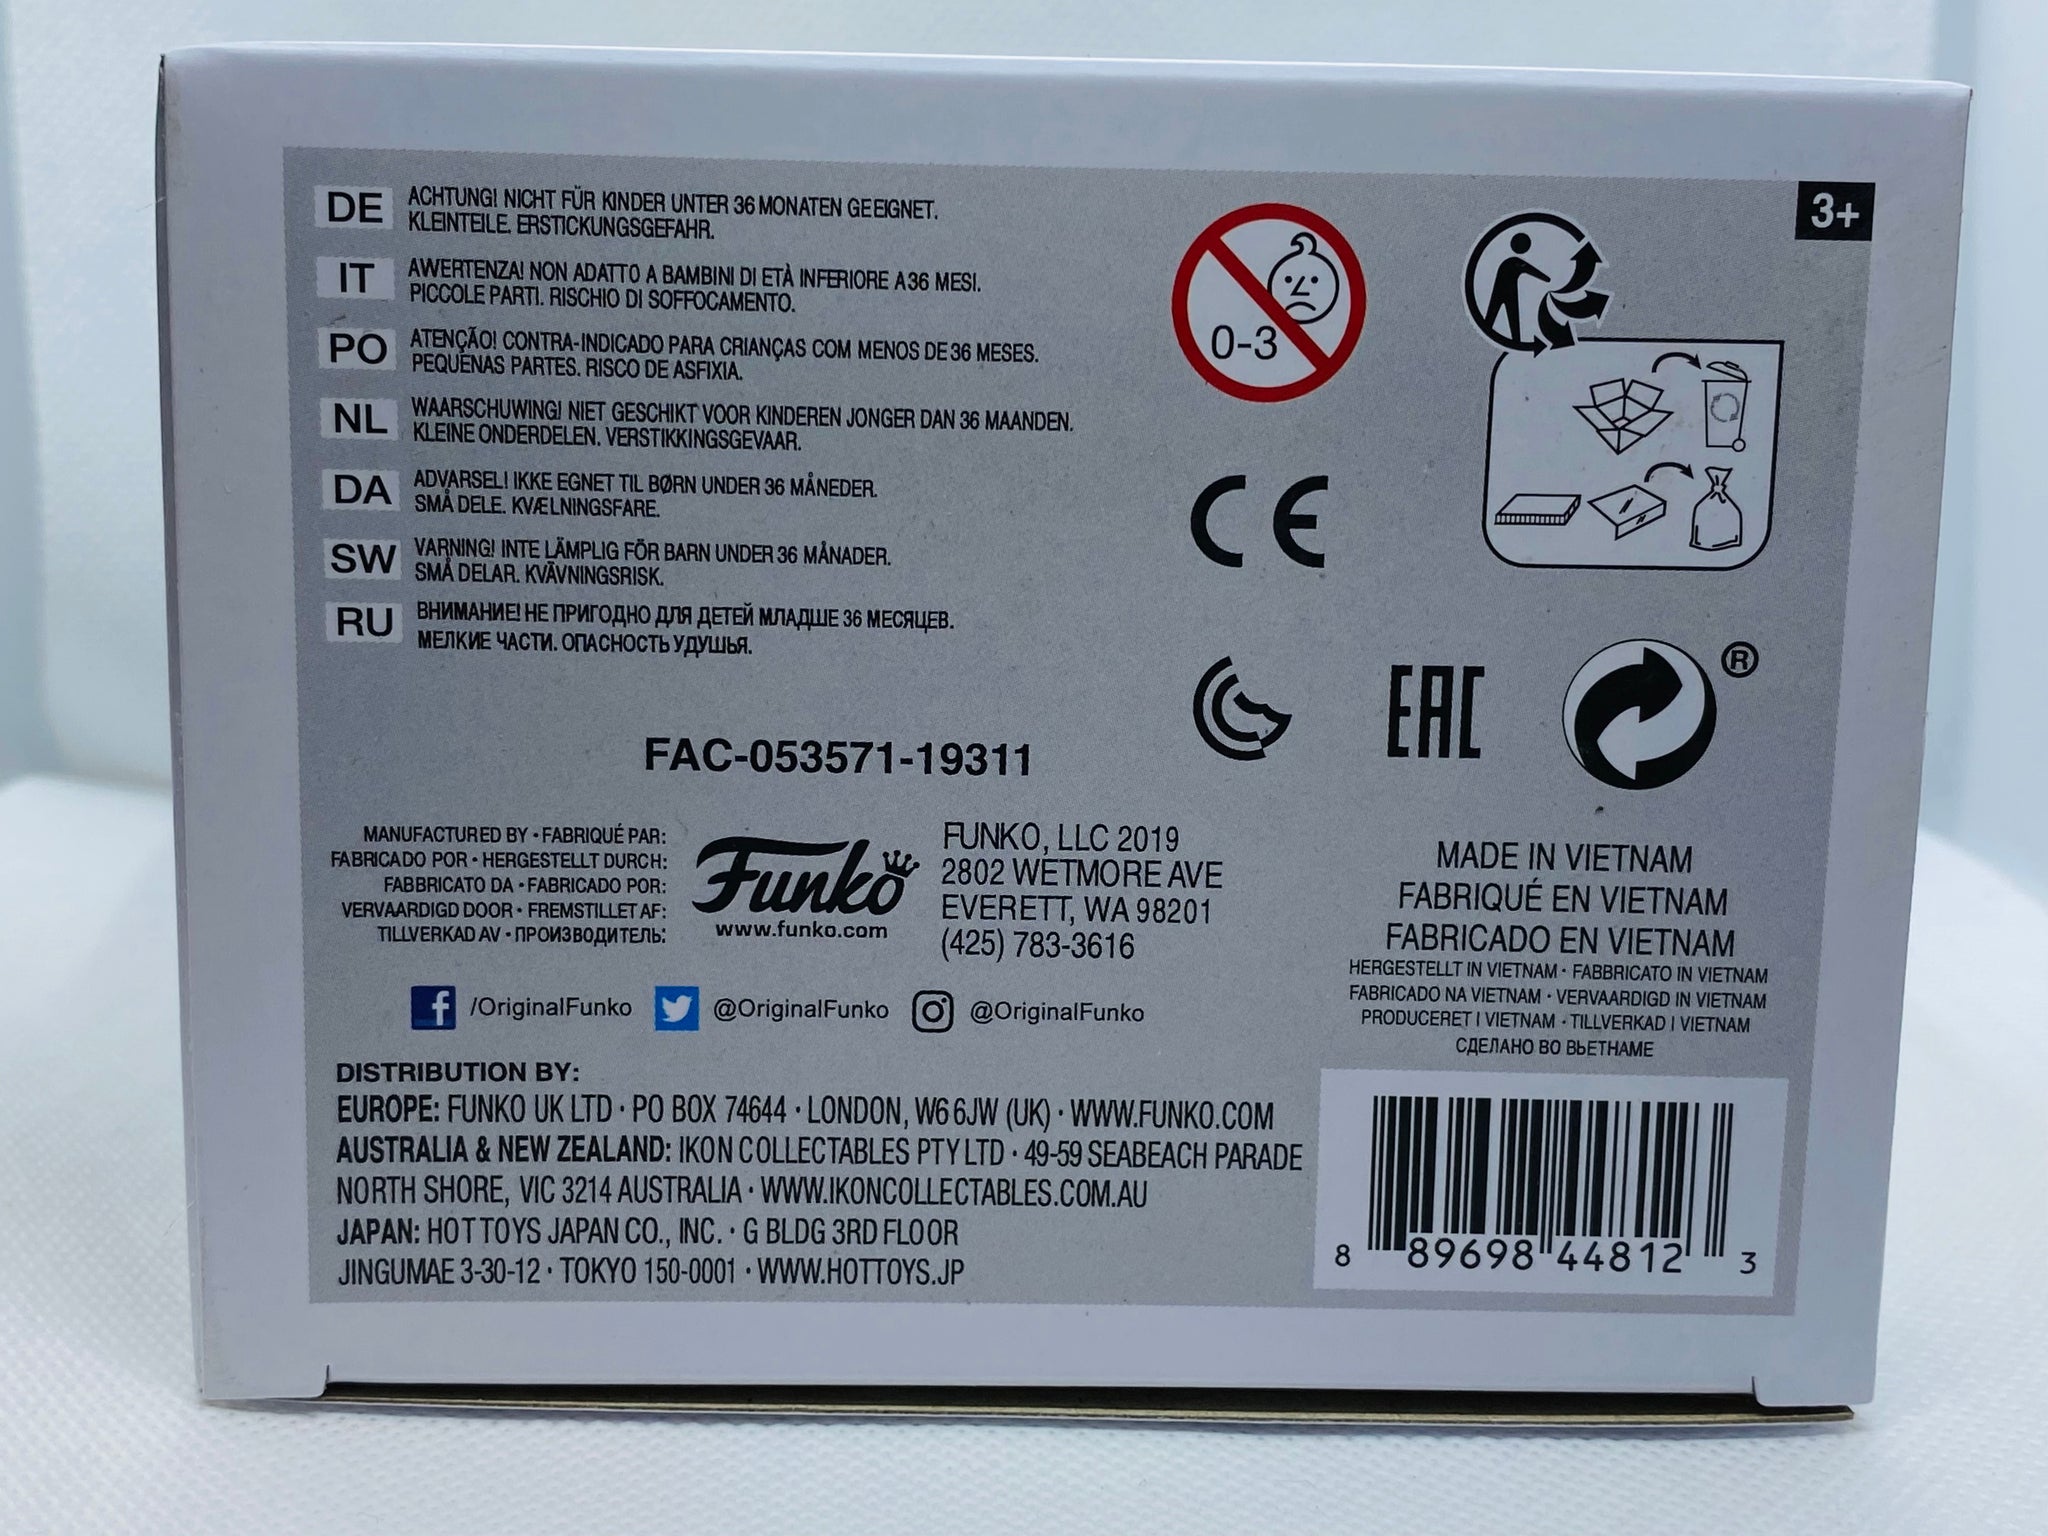 3+
DE
ACHTUNG! NICHT FÜR KINDER UNTER 36 MONATEN GEEIGNET.
KLEINTEILE. ERSTICKUNGSGEFAHR.
IT
AWERTENZA! NON ADATTO A BAMBINI DI ETÀ INFERIORE A 36 MESI.
PICCOLE PARTI. RISCHIO DI SOFFOCAMENTO.
PO
ATENÇÃO! CONTRA-INDICADO PARA CRIANÇAS COM MENOS DE 36 MESES.
PEQUENAS PARTES. RISCO DE ASFIXIA.
NL
WAARSCHUWING! NIET GESCHIKT VOOR KINDEREN JONGER DAN 36 MAANDEN.
KLEINE ONDERDELEN. VERSTIKKINGSGEVAAR.
DA
ADVARSEL! IKKE EGNET TIL BØRN UNDER 36 MÅNEDER.
SMÅ DELE. KVÆLNINGSFARE.
SW
VARNING! INTE LÄMPLIG FÖR BARN UNDER 36 MÅNADER.
SMÅ DELAR. KVÄVNINGSRISK.
RU
ВНИМАНИЕ! НЕ ПРИГОДНО ДЛЯ ДЕТЕЙ МЛАДШЕ 36 МЕСЯЦЕВ.
МЕЛКИЕ ЧАСТИ. ОПАСНОСТЬ УДУШЬЯ.
0-3
CE
EAC
®
FAC-053571-19311
MANUFACTURED BY • FABRIQUÉ PAR:
FABRICADO POR • HERGESTELLT DURCH:
FABBRICATO DA • FABRICADO POR:
VERVAARDIGD DOOR • FREMSTILLET AF:
TILLVERKAD AV • ПРОИЗВОДИТЕЛЬ:
Funko
www.funko.com
FUNKO, LLC 2019
2802 WETMORE AVE
EVERETT, WA 98201
(425) 783-3616
MADE IN VIETNAM
FABRIQUÉ EN VIETNAM
FABRICADO EN VIETNAM
HERGESTELLT IN VIETNAM • FABBRICATO IN VIETNAM
FABRICADO NA VIETNAM • VERVAARDIGD IN VIETNAM
PRODUCERET I VIETNAM • TILLVERKAD I VIETNAM
СДЕЛАНО ВО ВЬЕТНАМЕ
f /OriginalFunko @OriginalFunko @OriginalFunko
DISTRIBUTION BY:
EUROPE: FUNKO UK LTD • PO BOX 74644 • LONDON, W6 6JW (UK) • WWW.FUNKO.COM
AUSTRALIA & NEW ZEALAND: IKON COLLECTABLES PTY LTD • 49-59 SEABEACH PARADE
NORTH SHORE, VIC 3214 AUSTRALIA • WWW.IKONCOLLECTABLES.COM.AU
JAPAN: HOT TOYS JAPAN CO., INC. • G BLDG 3RD FLOOR
JINGUMAE 3-30-12 • TOKYO 150-0001 • WWW.HOTTOYS.JP
8 89698 44812 3